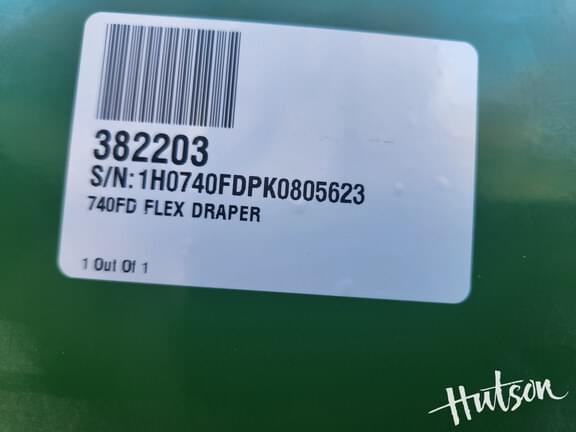 382203
S/N: 1H0740FDPK0805623
740FD FLEX DRAPER
1 Out Of 1
Hutson